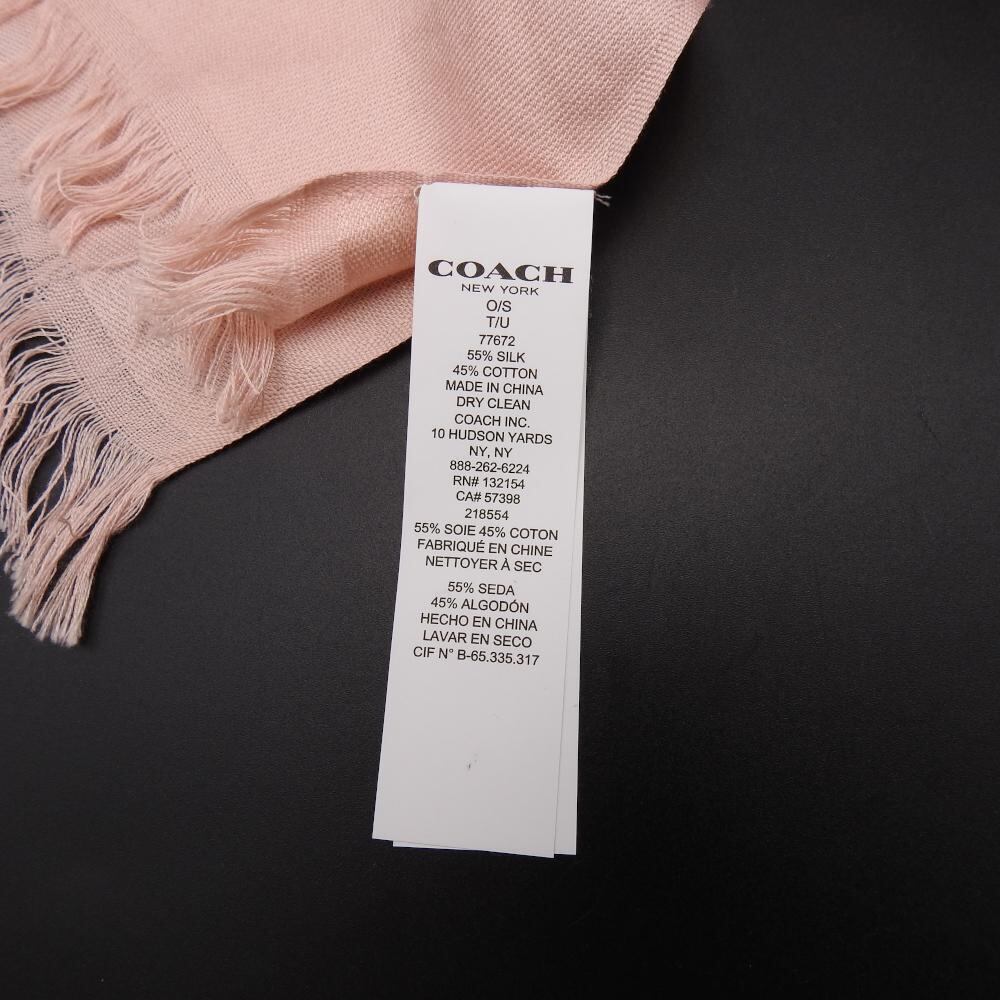 COACH
NEW YORK
O/S
T/U
77672
55% SILK
45% COTTON
MADE IN CHINA
DRY CLEAN
COACH INC.
10 HUDSON YARDS
NY, NY
888-262-6224
RN# 132154
CA# 57398
218554
55% SOIE 45% COTON
FABRIQUÉ EN CHINE
NETTOYER À SEC
55% SEDA
45% ALGODÓN
HECHO EN CHINA
LAVAR EN SECO
CIF N° B-65.335.317